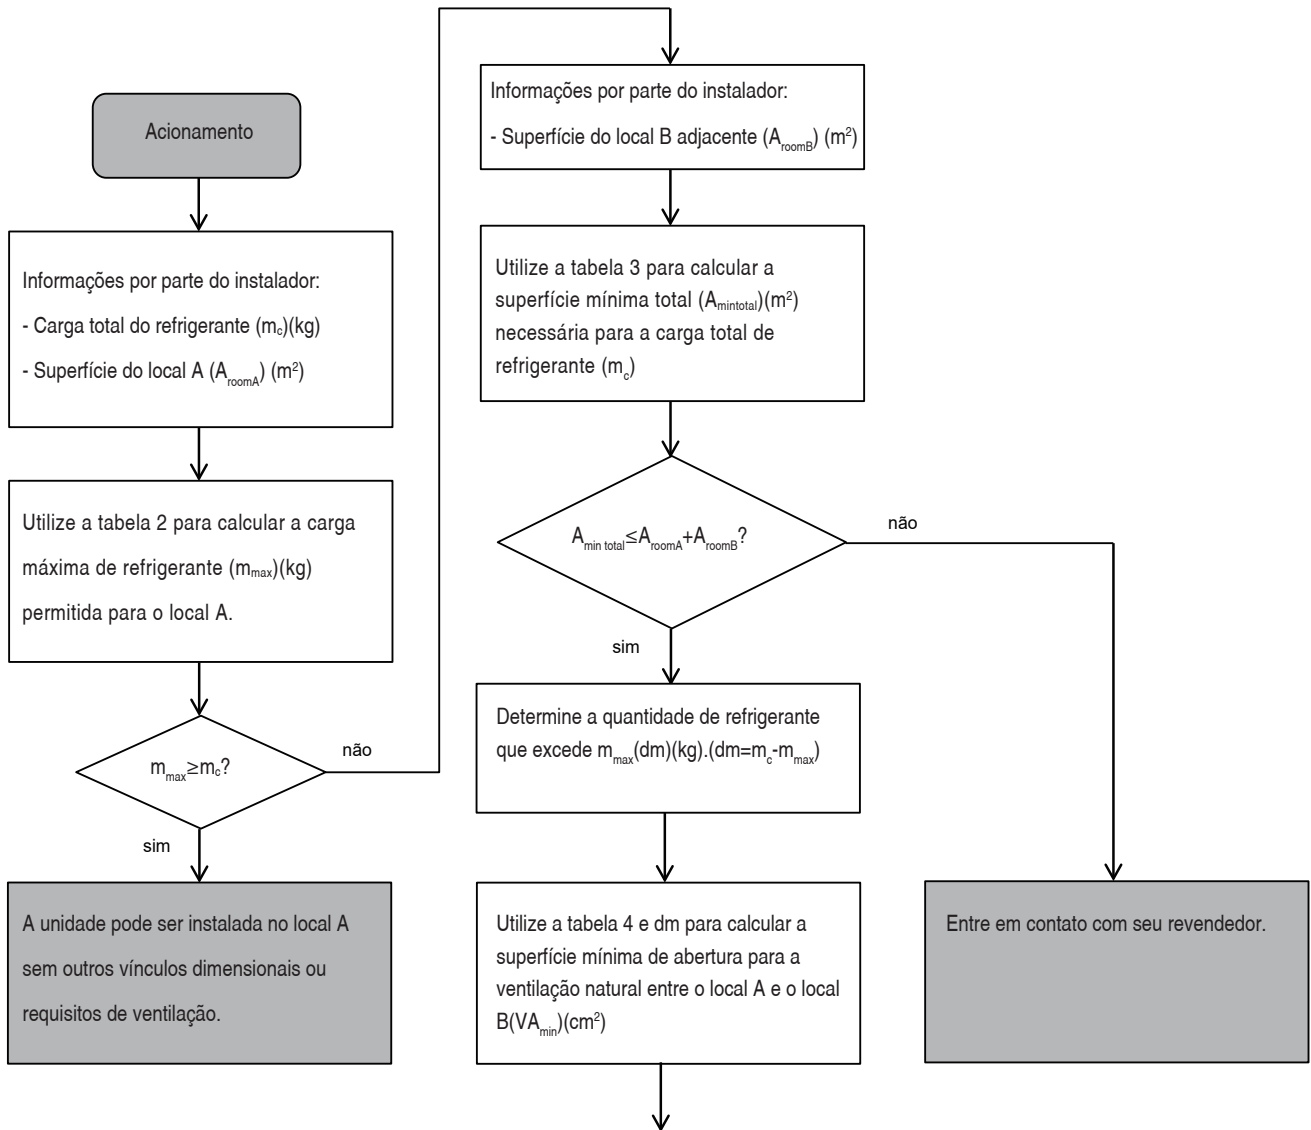 Acionamento
Informações por parte do instalador:
- Carga total do refrigerante (mc)(kg)
- Superfície do local A (AroomA) (m²)
Utilize a tabela 2 para calcular a carga
máxima de refrigerante (mmax)(kg)
permitida para o local A.
mmax≥mc?
não
sim
A unidade pode ser instalada no local A
sem outros vínculos dimensionais ou
requisitos de ventilação.
Informações por parte do instalador:
- Superfície do local B adjacente (AroomB) (m²)
Utilize a tabela 3 para calcular a
superfície mínima total (Amintotal)(m²)
necessária para a carga total de
refrigerante (mc)
Amin total≤AroomA+AroomB?
não
sim
Determine a quantidade de refrigerante
que excede mmax(dm)(kg).(dm=mc-mmax)
Utilize a tabela 4 e dm para calcular a
superfície mínima de abertura para a
ventilação natural entre o local A e o local
B(VAmin)(cm²)
Entre em contato com seu revendedor.